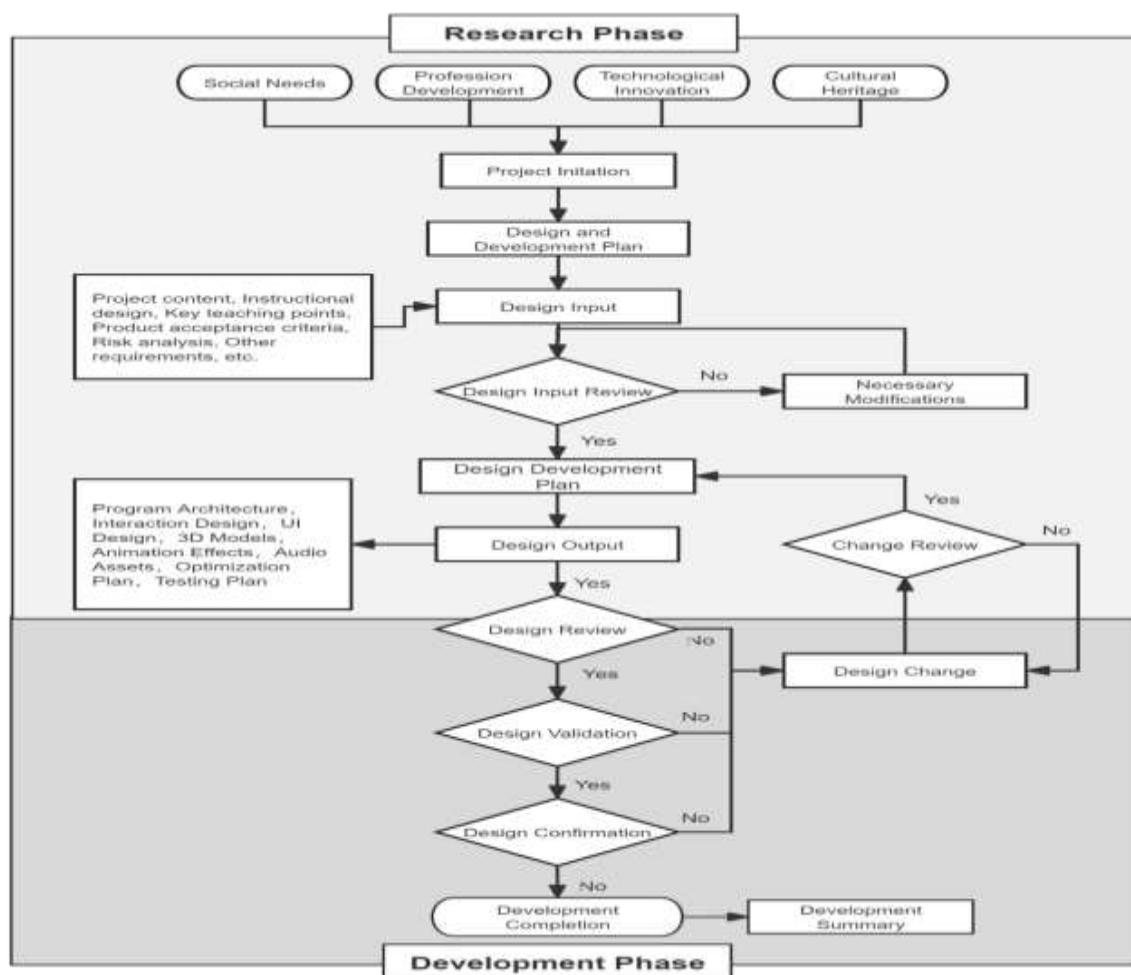 Research Phase
Social Needs
Profession
Development
Technological
Innovation
Cultural
Heritage
Project Initation
Design and
Development Plan
Project content, Instructional
design, Key teaching points,
Product acceptance criteria,
Risk analysis, Other
requirements, etc.
Design Input
Design Input Review
No
Necessary
Modifications
Yes
Design Development
Plan
Program Architecture,
Interaction Design, UI
Design, 3D Models,
Animation Effects, Audio
Assets, Optimization
Plan, Testing Plan
Design Output
Yes
Change Review
No
Yes
Design Review
No
Design Change
Yes
Design Validation
No
Yes
Design Confirmation
No
No
Development
Completion
Development
Summary
Development Phase